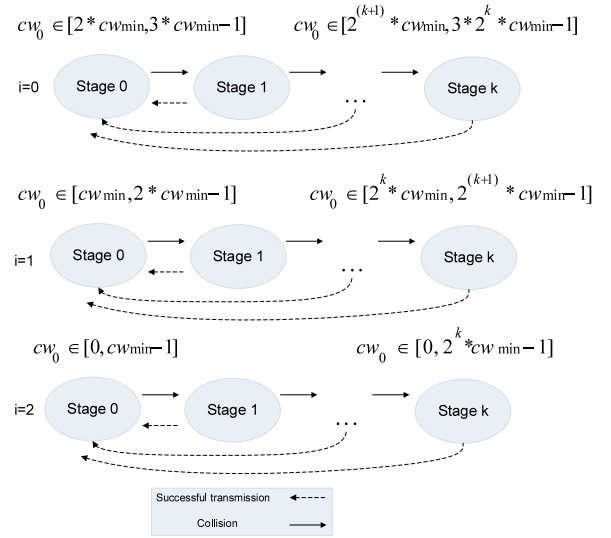 cw₀ ∈[2*cwmin,3*cwmin−1] cw₀ ∈[2^(k+1) *cwmin,3*2^k *cwmin−1]
i=0 Stage 0 Stage 1 ... Stage k
cw₀ ∈[cwmin,2*cwmin−1] cw₀ ∈[2^k *cwmin,2^(k+1) *cwmin−1]
i=1 Stage 0 Stage 1 ... Stage k
cw₀ ∈[0,cwmin−1] cw₀ ∈[0,2^k *cwmin−1]
i=2 Stage 0 Stage 1 ... Stage k
Successful transmission
Collision